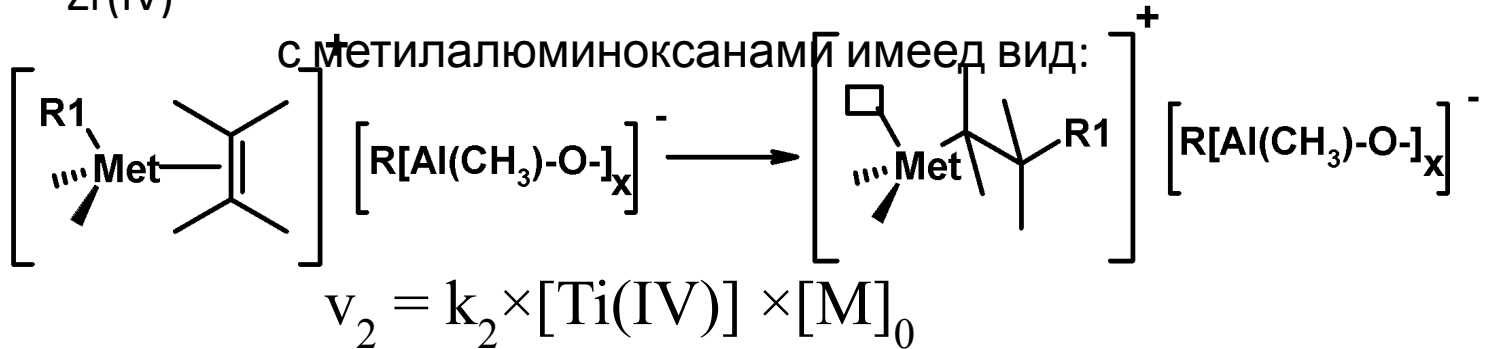 Zr(IV)
с метилалюминоксанами имеед вид:
[R1 Met]+ [R[Al(CH₃)-O-]ₓ]- [Met R1]+ [R[Al(CH₃)-O-]ₓ]-
v₂ = k₂×[Ti(IV)] ×[M]₀